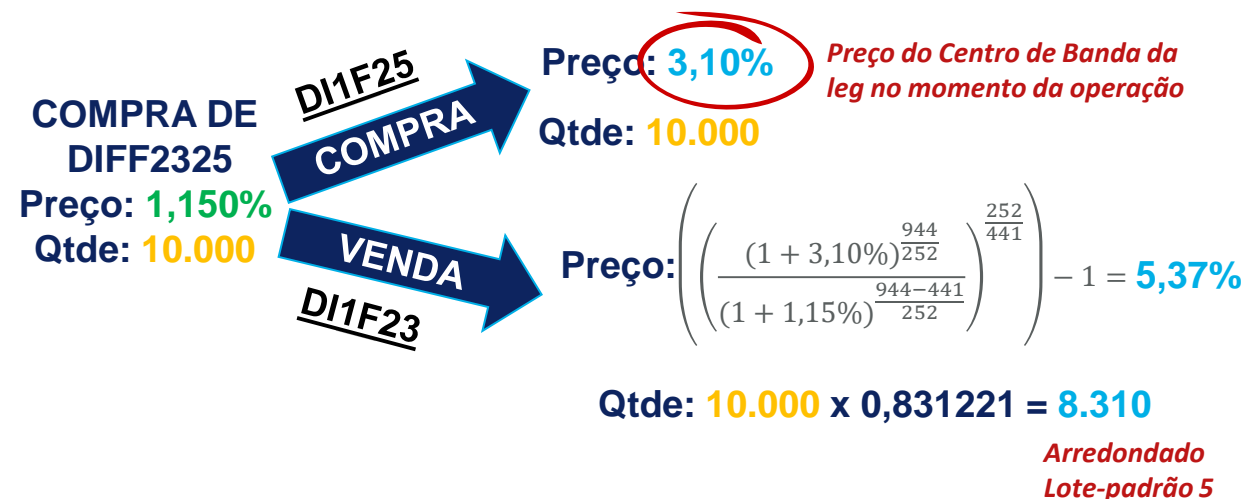 COMPRA DE
DIFF2325
Preço: 1,150%
Qtde: 10.000
DI1F25
COMPRA
Preço: 3,10%
Qtde: 10.000
Preço do Centro de Banda da
leg no momento da operação
VENDA
DI1F23
Preço: (((1 + 3,10%)^(944/252) / (1 + 1,15%)^((944−441)/252))^(252/441)) − 1 = 5,37%
Qtde: 10.000 x 0,831221 = 8.310
Arredondado
Lote-padrão 5